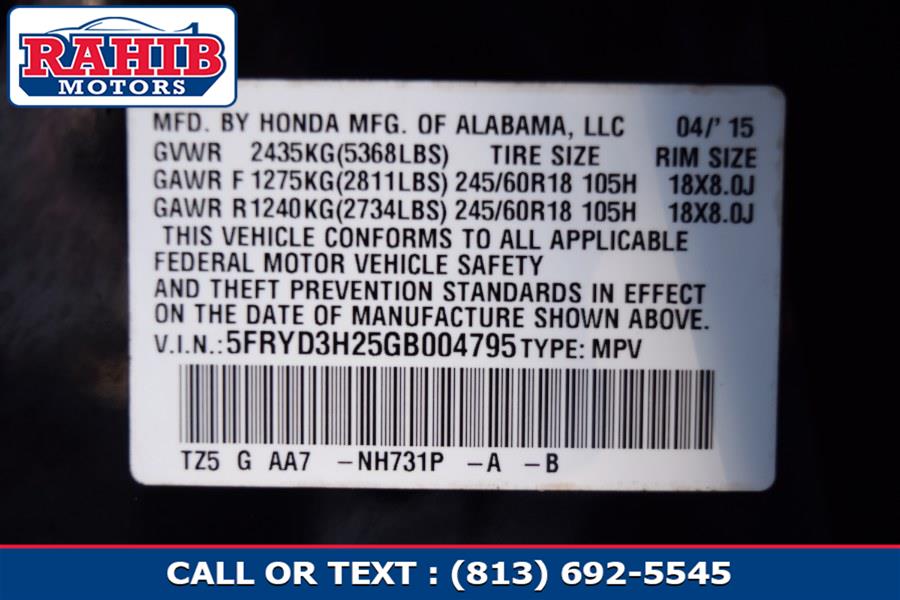 RAHIB
MOTORS
MFD. BY HONDA MFG. OF ALABAMA, LLC 04/' 15
GVWR 2435KG(5368LBS) TIRE SIZE RIM SIZE
GAWR F 1275KG(2811LBS) 245/60R18 105H 18X8.0J
GAWR R1240KG(2734LBS) 245/60R18 105H 18X8.0J
THIS VEHICLE CONFORMS TO ALL APPLICABLE
FEDERAL MOTOR VEHICLE SAFETY
AND THEFT PREVENTION STANDARDS IN EFFECT
ON THE DATE OF MANUFACTURE SHOWN ABOVE.
V.I.N.:5FRYD3H25GB004795 TYPE: MPV
TZ5 G AA7 -NH731P -A -B
CALL OR TEXT : (813) 692-5545